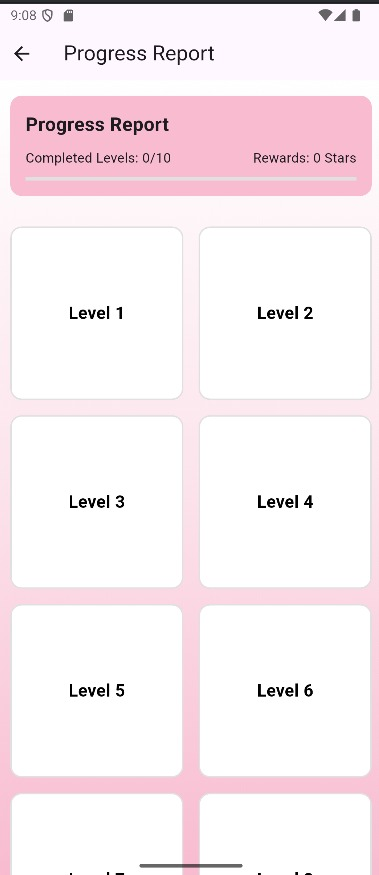 9:08
Progress Report
Progress Report
Completed Levels: 0/10 Rewards: 0 Stars
Level 1 Level 2
Level 3 Level 4
Level 5 Level 6